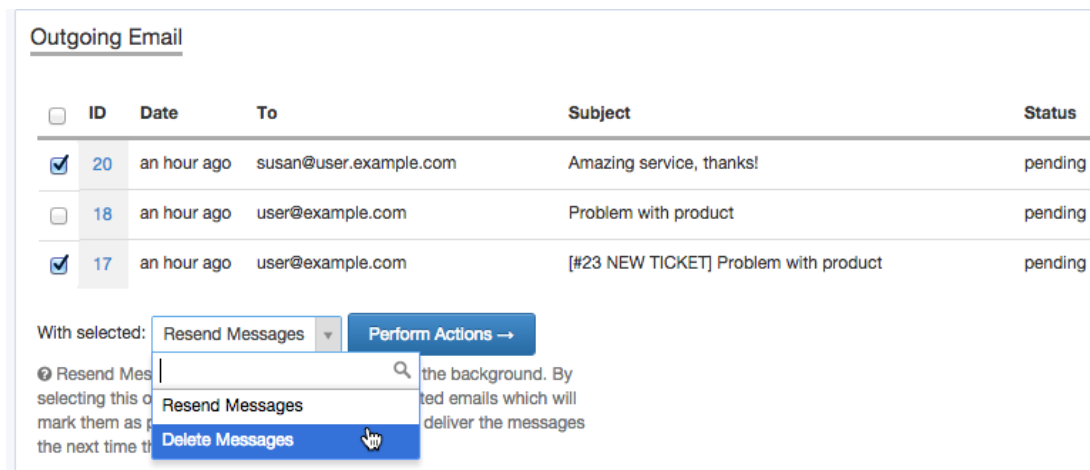 Outgoing Email
ID Date To Subject Status
20 an hour ago susan@user.example.com Amazing service, thanks! pending
18 an hour ago user@example.com Problem with product pending
17 an hour ago user@example.com [#23 NEW TICKET] Problem with product pending
With selected: Resend Messages Perform Actions →
Resend Mes the background. By
selecting this o ted emails which will
Resend Messages
mark them as p deliver the messages
Delete Messages
the next time th